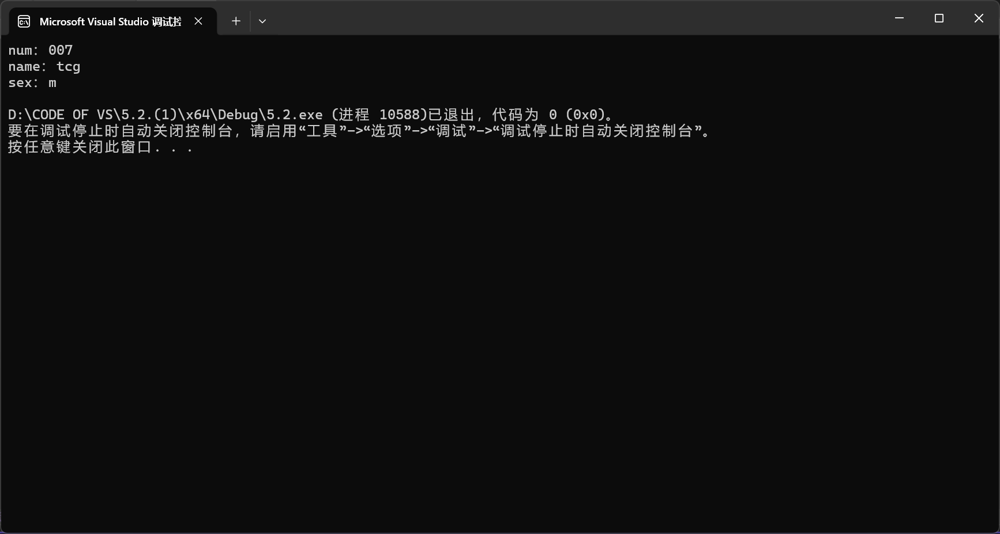 Microsoft Visual Studio 调试控
num: 007
name: tcg
sex: m
D:\CODE OF VS\5.2.(1)\x64\Debug\5.2.exe (进程 10588)已退出，代码为 0 (0x0)。
要在调试停止时自动关闭控制台，请启用“工具”->“选项”->“调试”->“调试停止时自动关闭控制台”。
按任意键关闭此窗口. . .